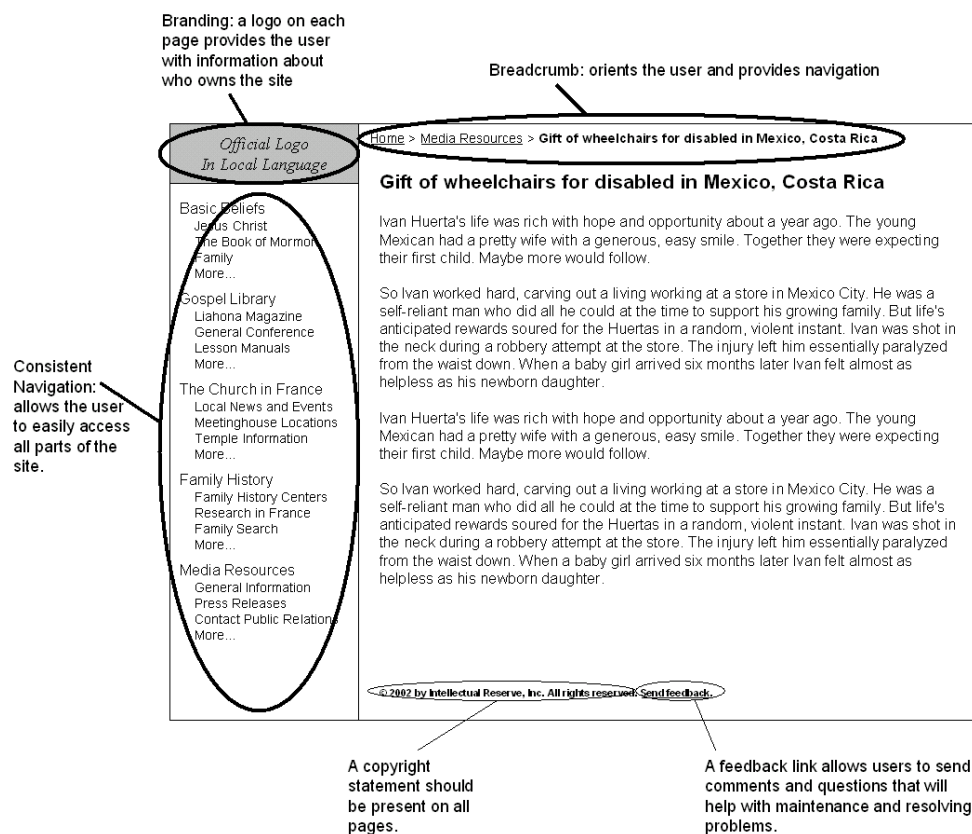 Branding: a logo on each
page provides the user
with information about
who owns the site
Breadcrumb: orients the user and provides navigation
Official Logo
In Local Language
Home > Media Resources > Gift of wheelchairs for disabled in Mexico, Costa Rica
Gift of wheelchairs for disabled in Mexico, Costa Rica
Basic Beliefs
Jesus Christ
The Book of Mormon
Family
More...
Gospel Library
Liahona Magazine
General Conference
Lesson Manuals
More...
The Church in France
Local News and Events
Meetinghouse Locations
Temple Information
More...
Family History
Family History Centers
Research in France
Family Search
More...
Media Resources
General Information
Press Releases
Contact Public Relations
More...
Consistent
Navigation:
allows the user
to easily access
all parts of the
site.
Ivan Huerta's life was rich with hope and opportunity about a year ago. The young
Mexican had a pretty wife with a generous, easy smile. Together they were expecting
their first child. Maybe more would follow.
So Ivan worked hard, carving out a living working at a store in Mexico City. He was a
self-reliant man who did all he could at the time to support his growing family. But life's
anticipated rewards soured for the Huertas in a random, violent instant. Ivan was shot in
the neck during a robbery attempt at the store. The injury left him essentially paralyzed
from the waist down. When a baby girl arrived six months later Ivan felt almost as
helpless as his newborn daughter.
Ivan Huerta's life was rich with hope and opportunity about a year ago. The young
Mexican had a pretty wife with a generous, easy smile. Together they were expecting
their first child. Maybe more would follow.
So Ivan worked hard, carving out a living working at a store in Mexico City. He was a
self-reliant man who did all he could at the time to support his growing family. But life's
anticipated rewards soured for the Huertas in a random, violent instant. Ivan was shot in
the neck during a robbery attempt at the store. The injury left him essentially paralyzed
from the waist down. When a baby girl arrived six months later Ivan felt almost as
helpless as his newborn daughter.
© 2002 by Intellectual Reserve, Inc. All rights reserved. Send feedback.
A copyright
statement should
be present on all
pages.
A feedback link allows users to send
comments and questions that will
help with maintenance and resolving
problems.